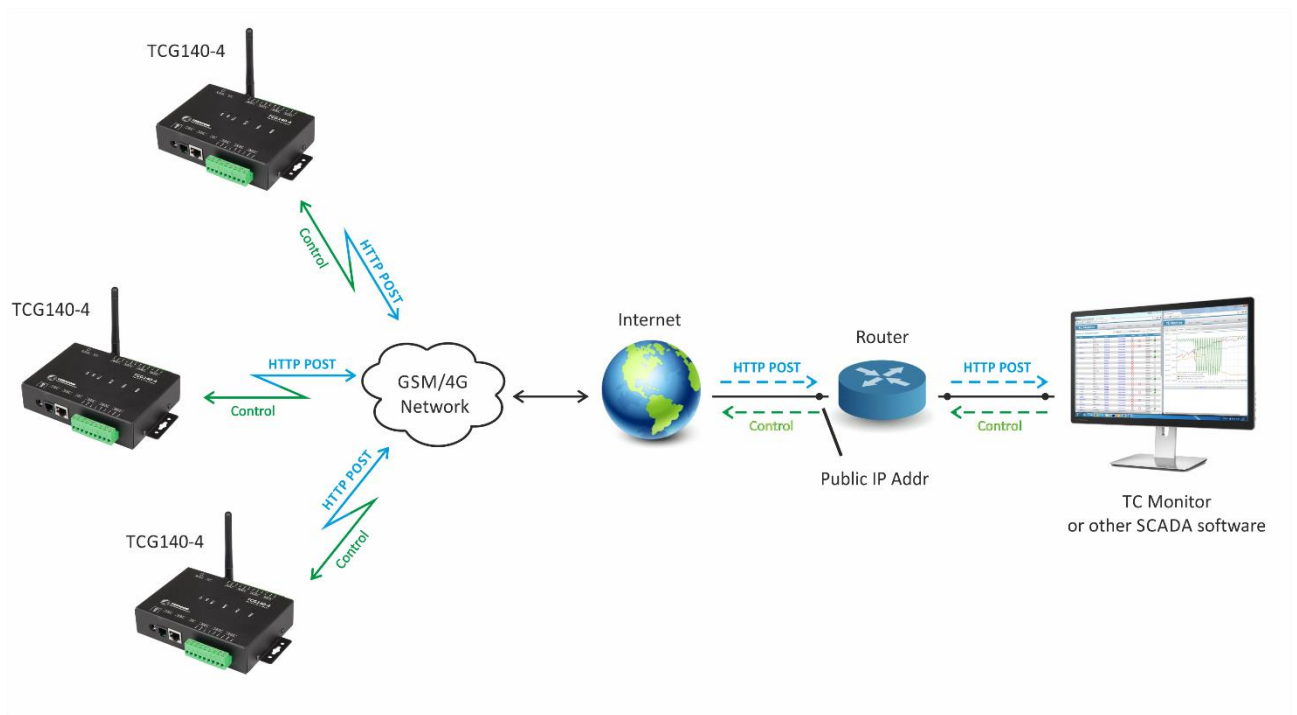 TCG140-4
Control
HTTP POST
TCG140-4
HTTP POST
Control
GSM/4G
Network
Internet
HTTP POST
Control
Router
HTTP POST
Control
Public IP Addr
TC Monitor
or other SCADA software
HTTP POST
Control
TCG140-4